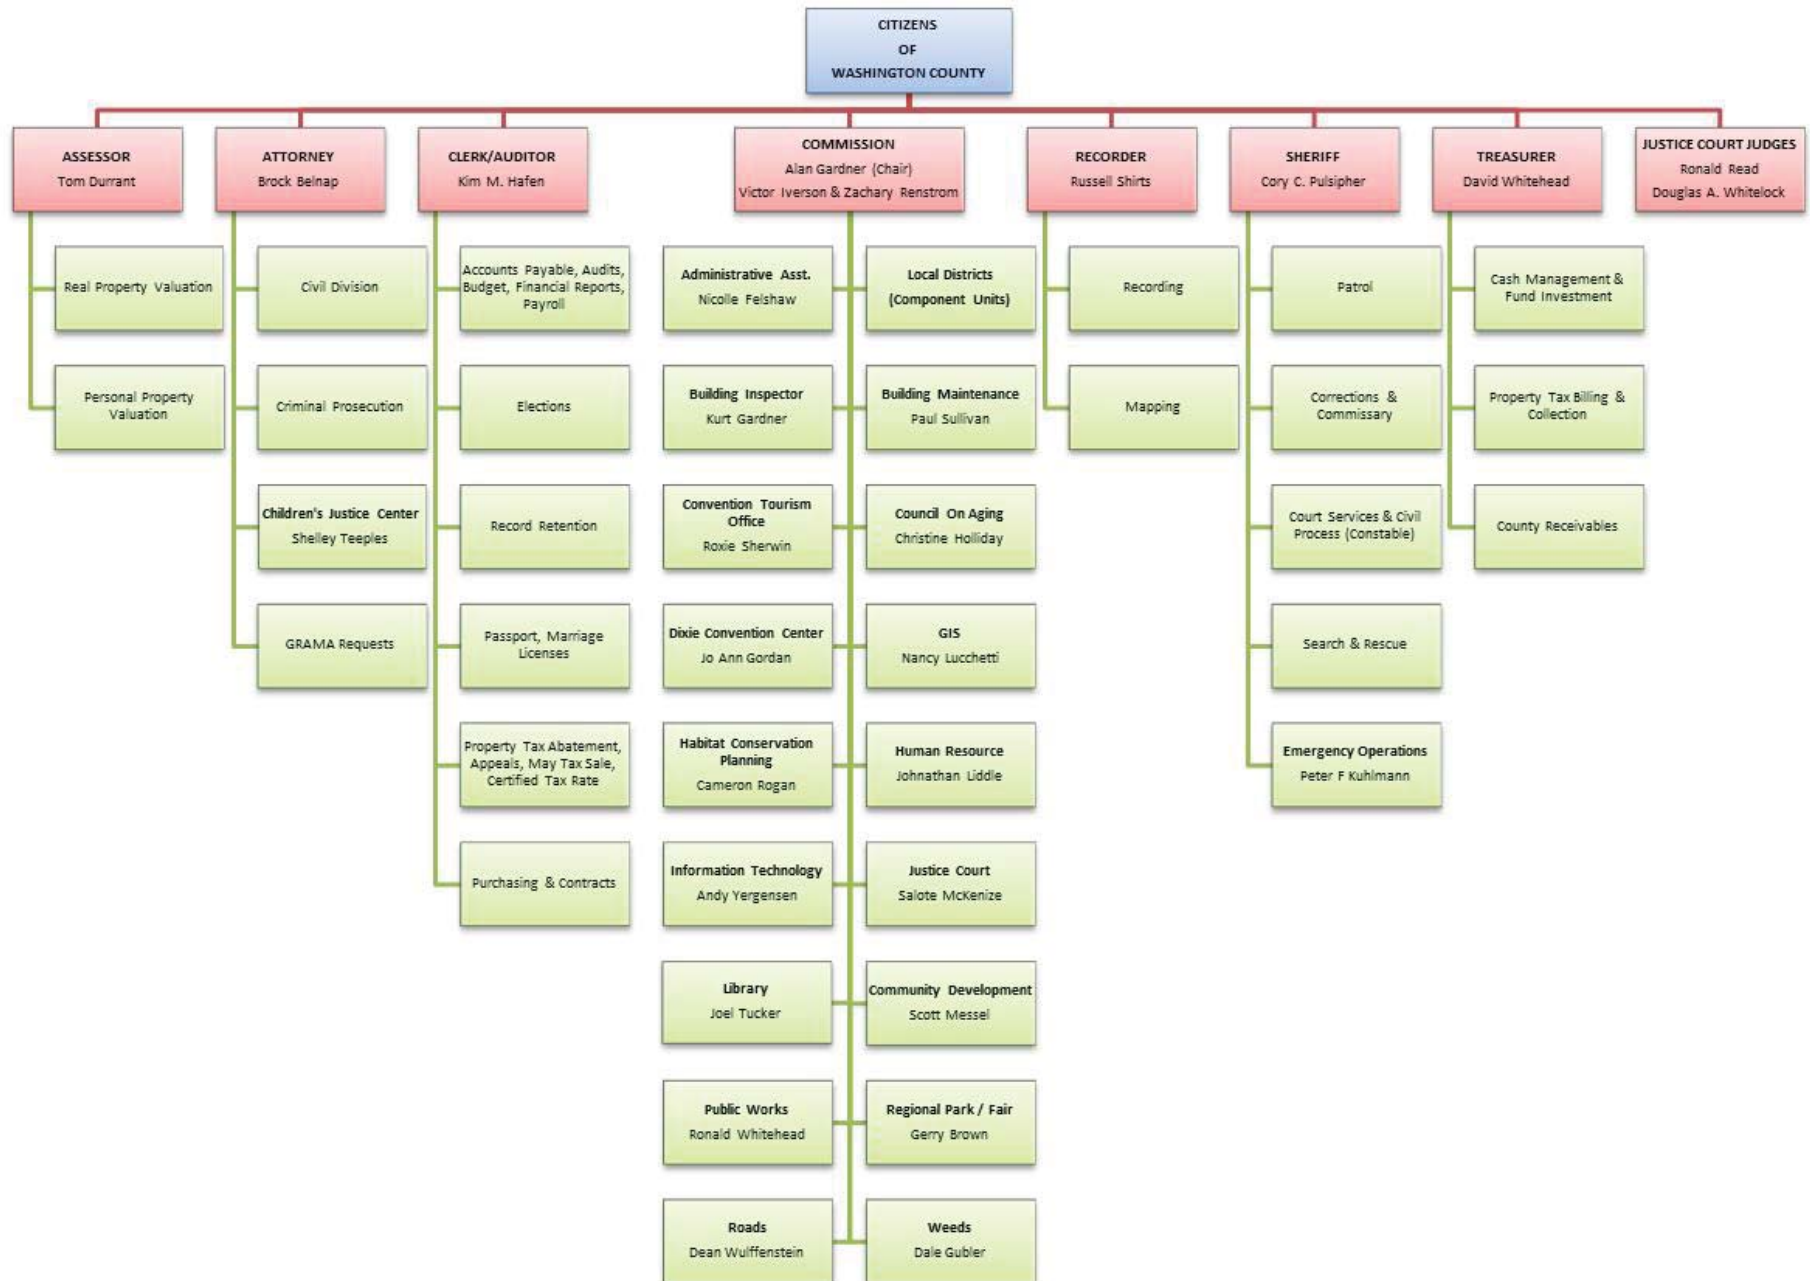 CITIZENS
OF
WASHINGTON COUNTY
ASSESSOR
Tom Durrant
ATTORNEY
Brock Belnap
CLERK/AUDITOR
Kim M. Hafen
COMMISSION
Alan Gardner (Chair)
Victor Iverson & Zachary Renstrom
RECORDER
Russell Shirts
SHERIFF
Cory C. Pulsipher
TREASURER
David Whitehead
JUSTICE COURT JUDGES
Ronald Read
Douglas A. Whitelock
Real Property Valuation
Personal Property
Valuation
Civil Division
Criminal Prosecution
Children's Justice Center
Shelley Teeples
GRAMA Requests
Accounts Payable, Audits,
Budget, Financial Reports,
Payroll
Elections
Record Retention
Passport, Marriage
Licenses
Property Tax Abatement,
Appeals, May Tax Sale,
Certified Tax Rate
Purchasing & Contracts
Administrative Asst.
Nicolle Felshaw
Local Districts
(Component Units)
Building Inspector
Kurt Gardner
Building Maintenance
Paul Sullivan
Convention Tourism
Office
Roxie Sherwin
Council On Aging
Christine Holliday
Dixie Convention Center
Jo Ann Gordan
GIS
Nancy Lucchetti
Habitat Conservation
Planning
Cameron Rogan
Human Resource
Johnathan Liddle
Information Technology
Andy Yergensen
Justice Court
Salote McKenize
Library
Joel Tucker
Community Development
Scott Messel
Public Works
Ronald Whitehead
Regional Park / Fair
Gerry Brown
Roads
Dean Wulffenstein
Weeds
Dale Gubler
Recording
Mapping
Patrol
Corrections &
Commissary
Court Services & Civil
Process (Constable)
Search & Rescue
Emergency Operations
Peter F Kuhlmann
Cash Management &
Fund Investment
Property Tax Billing &
Collection
County Receivables